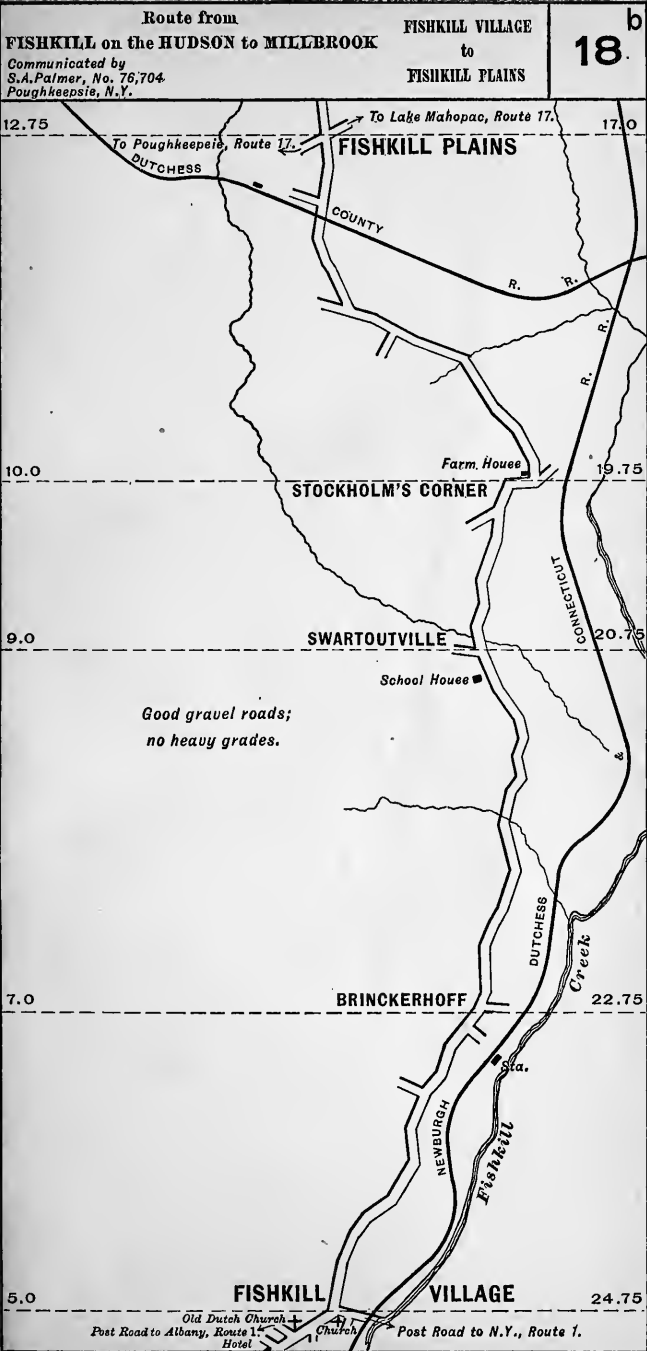 Route from
FISHKILL on the HUDSON to MILLBROOK
Communicated by
S.A.Palmer, No. 76,704.
Poughkeepsie, N.Y.
FISHKILL VILLAGE
to
FISHKILL PLAINS
18.b
12.75
To Lake Mahopac, Route 17.
17.0
To Poughkeepeie, Route 17.
FISHKILL PLAINS
DUTCHESS
COUNTY
R.
R.
R.
R.
Farm. Houee
10.0
19.75
STOCKHOLM'S CORNER
CONNECTICUT
9.0
SWARTOUTVILLE
20.75
School Houee
Good gravel roads;
no heavy grades.
&
DUTCHESS
Creek
7.0
BRINCKERHOFF
22.75
Sta.
NEWBURGH
Fishkill
5.0
FISHKILL VILLAGE
24.75
Old Dutch Church
Post Road to Albany, Route 1.
Church
Post Road to N.Y., Route 1.
Hotel